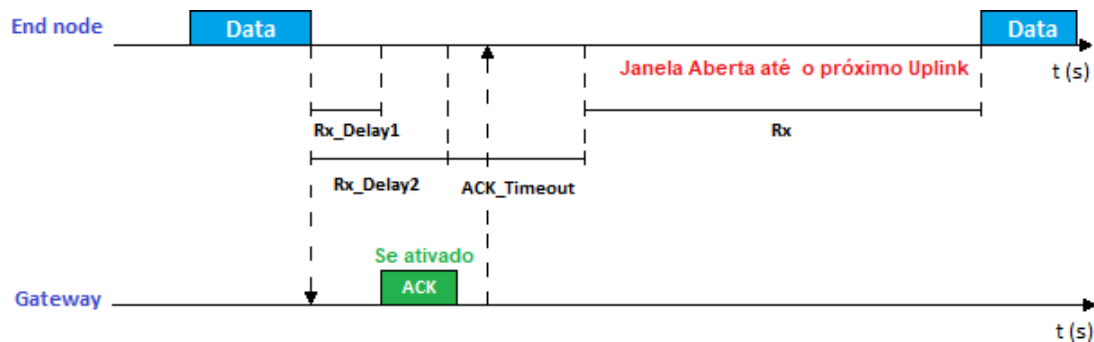 End node
Data
Data
Janela Aberta até o próximo Uplink
t (s)
Rx_Delay1
Rx
Rx_Delay2
ACK_Timeout
Se ativado
ACK
Gateway
t (s)